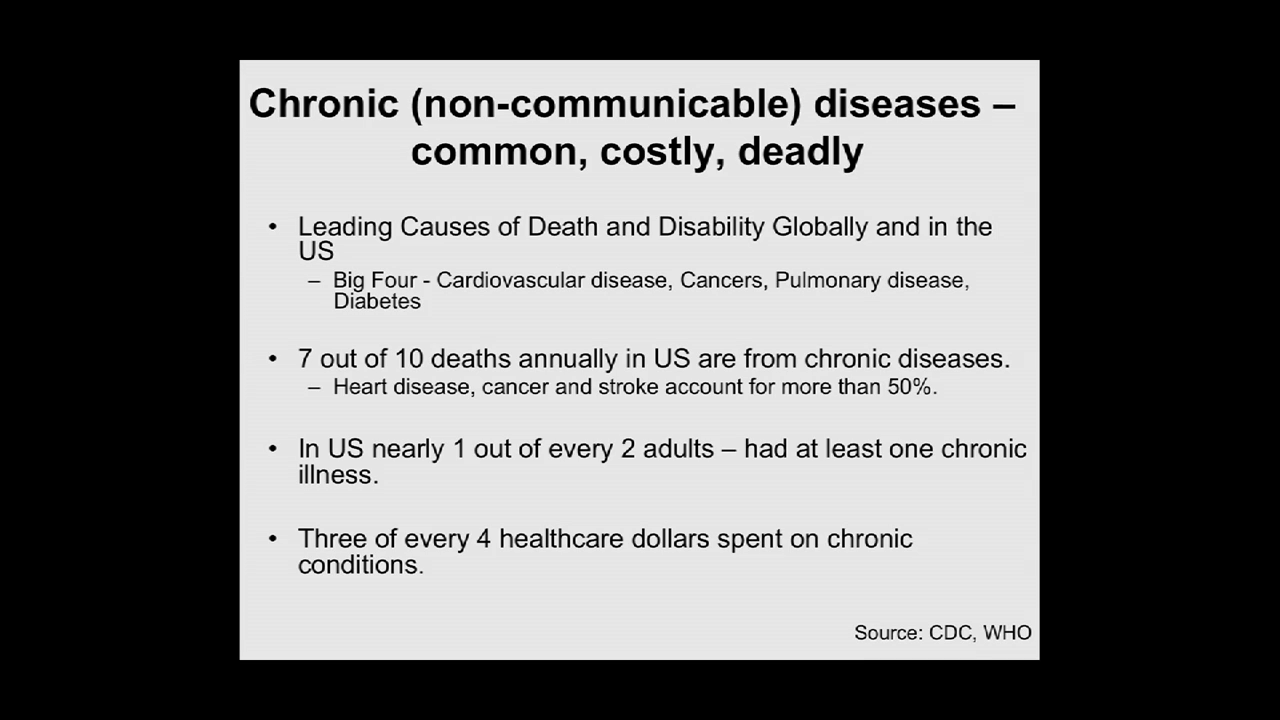 Chronic (non-communicable) diseases –
common, costly, deadly
• Leading Causes of Death and Disability Globally and in the
US
– Big Four - Cardiovascular disease, Cancers, Pulmonary disease,
Diabetes
• 7 out of 10 deaths annually in US are from chronic diseases.
– Heart disease, cancer and stroke account for more than 50%.
• In US nearly 1 out of every 2 adults – had at least one chronic
illness.
• Three of every 4 healthcare dollars spent on chronic
conditions.
Source: CDC, WHO